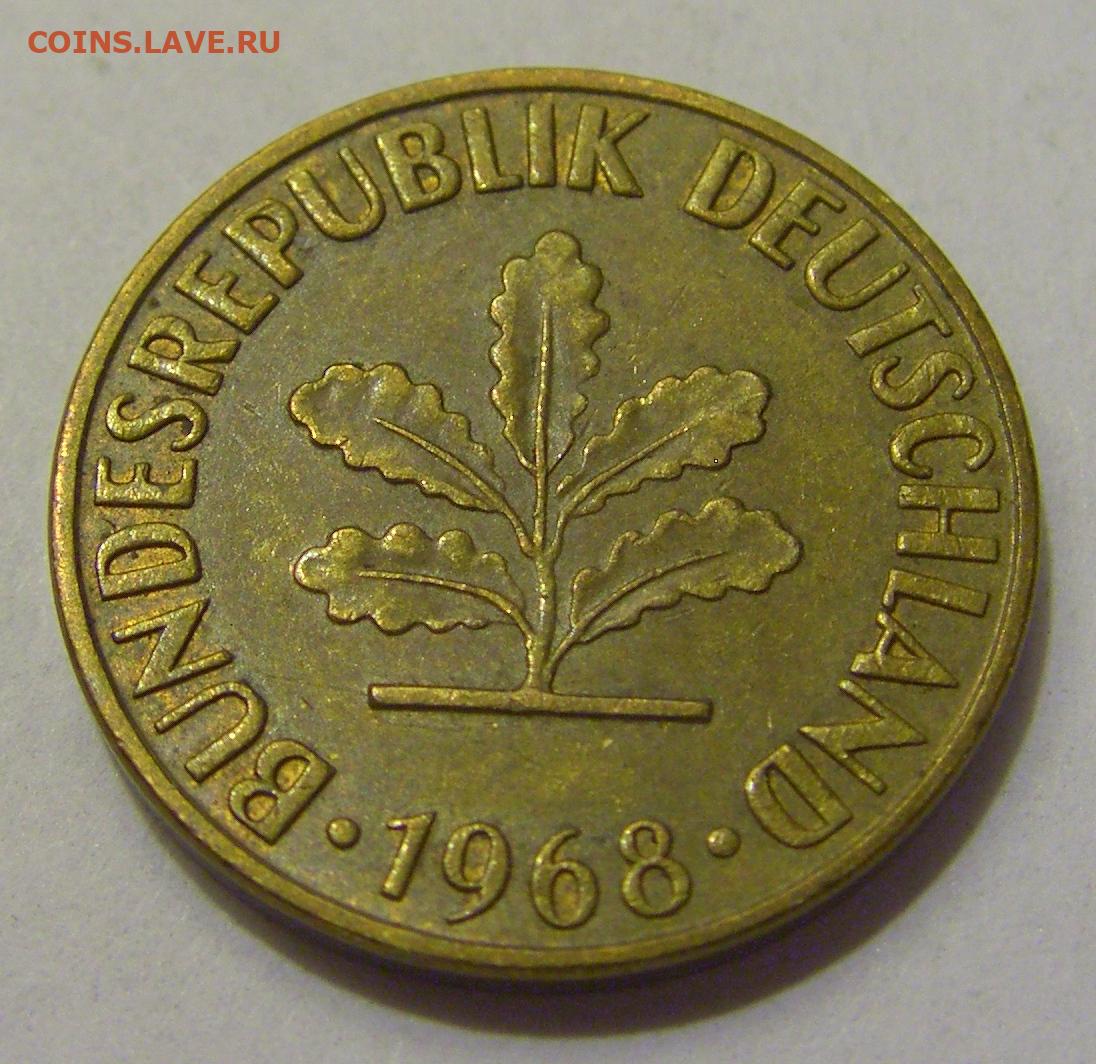 COINS.LAVE.RU
BUNDESREPUBLIK DEUTSCHLAND
· 1968 ·